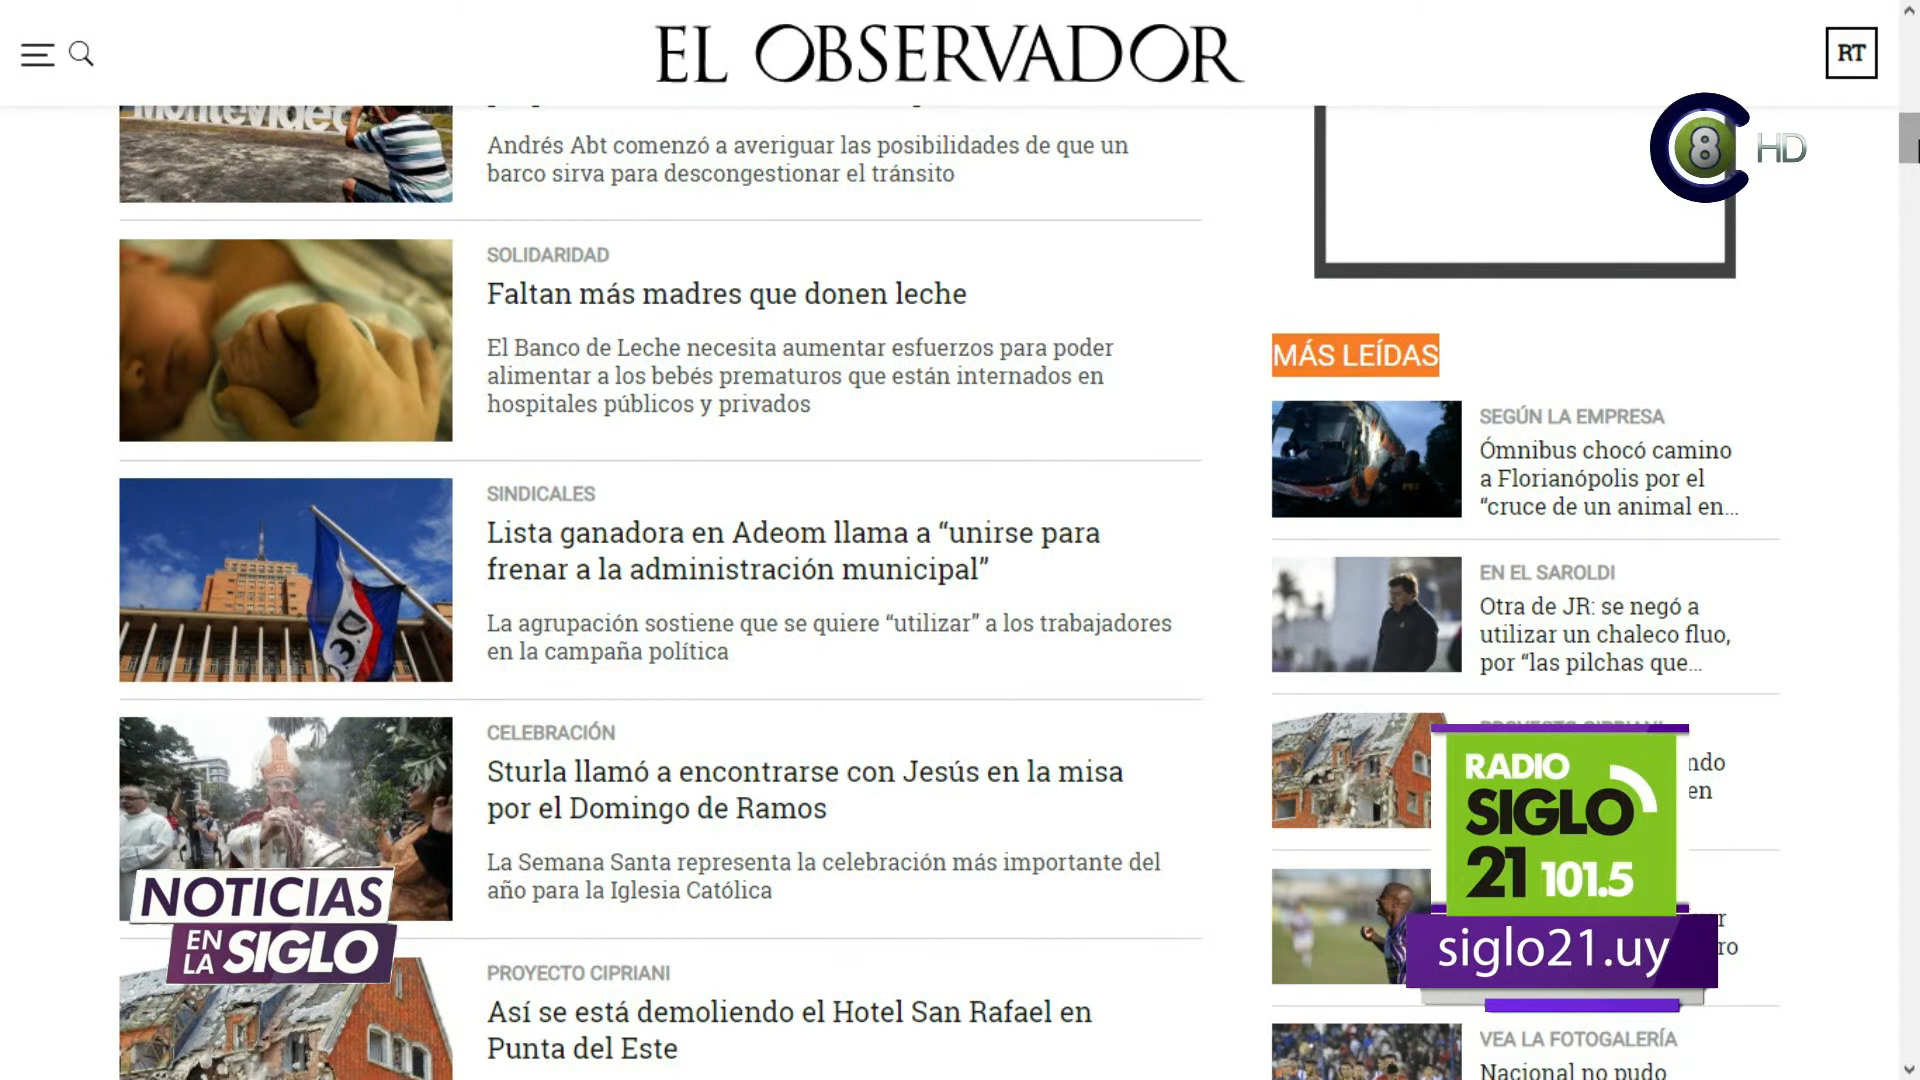 EL OBSERVADOR
RT
8 HD
Montevideo
Andrés Abt comenzó a averiguar las posibilidades de que un
barco sirva para descongestionar el tránsito
SOLIDARIDAD
Faltan más madres que donen leche
El Banco de Leche necesita aumentar esfuerzos para poder
alimentar a los bebés prematuros que están internados en
hospitales públicos y privados
SINDICALES
Lista ganadora en Adeom llama a “unirse para
frenar a la administración municipal”
La agrupación sostiene que se quiere “utilizar” a los trabajadores
en la campaña política
CELEBRACIÓN
Sturla llamó a encontrarse con Jesús en la misa
por el Domingo de Ramos
La Semana Santa representa la celebración más importante del
año para la Iglesia Católica
PROYECTO CIPRIANI
Así se está demoliendo el Hotel San Rafael en
Punta del Este
MÁS LEÍDAS
SEGÚN LA EMPRESA
Ómnibus chocó camino
a Florianópolis por el
“cruce de un animal en...
EN EL SAROLDI
Otra de JR: se negó a
utilizar un chaleco fluo,
por “las pilchas que...
ndo
en
ro
VEA LA FOTOGALERÍA
Nacional no pudo
NOTICIAS
EN LA SIGLO
RADIO
SIGLO
21 101.5
siglo21.uy